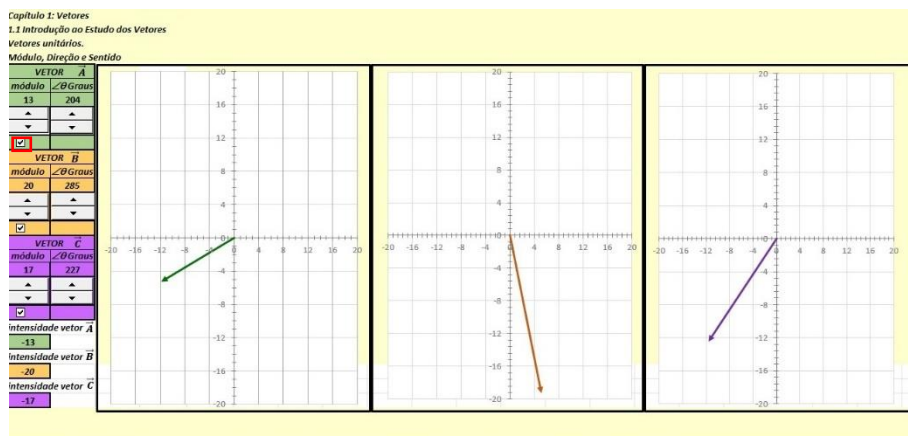 Capítulo 1: Vetores
1.1 Introdução ao Estudo dos Vetores
Vetores unitários.
Módulo, Direção e Sentido
VETOR A
módulo ∠θ Graus
13 204
VETOR B
módulo ∠θ Graus
20 285
VETOR C
módulo ∠θ Graus
17 227
intensidade vetor A
-13
intensidade vetor B
-20
intensidade vetor C
-17
20
16
12
8
4
-20 -16 -12 -8 -4 0 4 8 12 16 20
-4
-8
-12
-16
-20
20
16
12
8
4
-20 -16 -12 -8 -4 0 4 8 12 16 20
-4
-8
-12
-16
-20
20
16
12
8
4
-20 -16 -12 -8 -4 0 4 8 12 16 20
-4
-8
-12
-16
-20